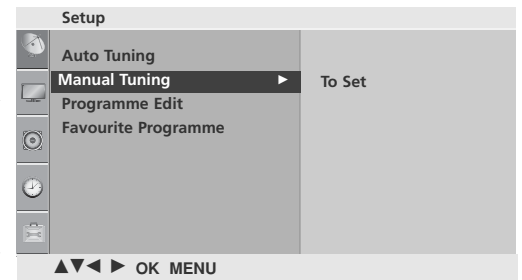 Setup
Auto Tuning
Manual Tuning ► To Set
Programme Edit
Favourite Programme
▲▼◄ ► OK MENU